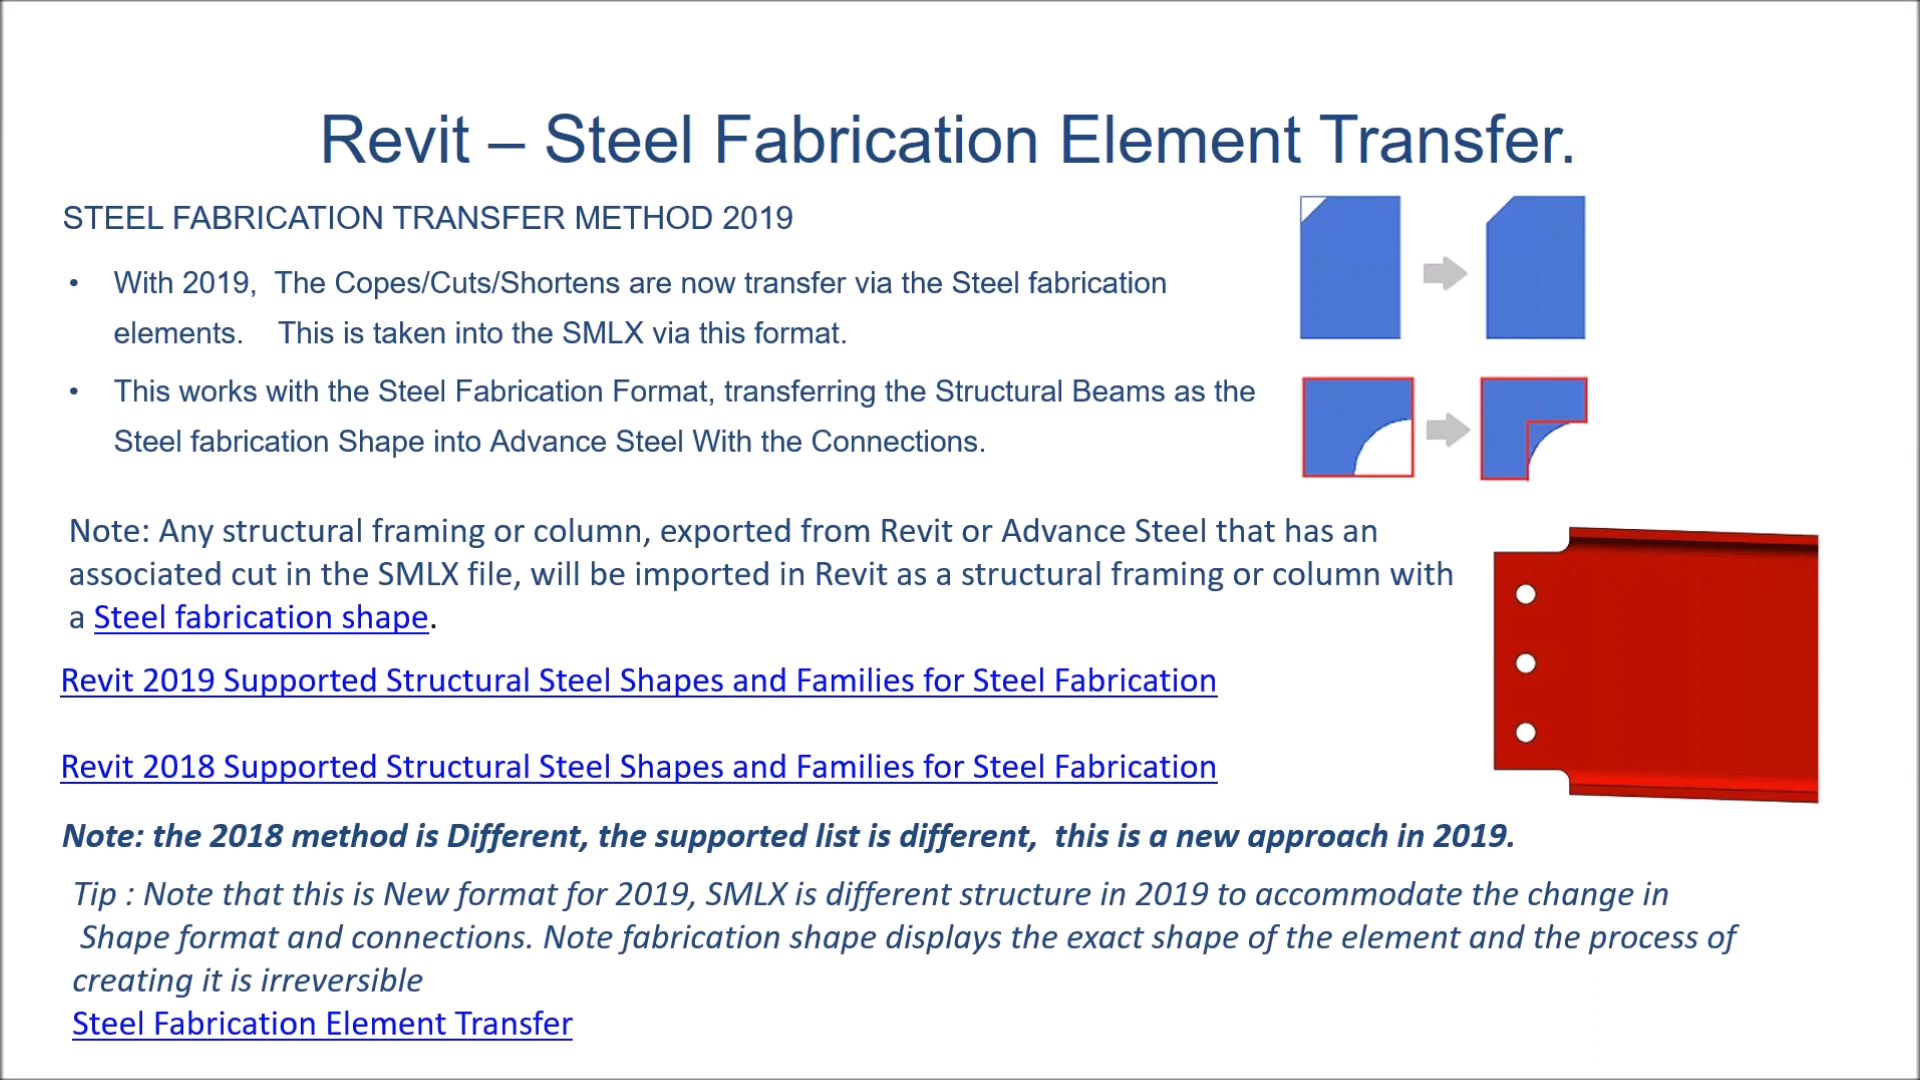 Revit – Steel Fabrication Element Transfer.
STEEL FABRICATION TRANSFER METHOD 2019
• With 2019, The Copes/Cuts/Shortens are now transfer via the Steel fabrication
elements. This is taken into the SMLX via this format.
• This works with the Steel Fabrication Format, transferring the Structural Beams as the
Steel fabrication Shape into Advance Steel With the Connections.
Note: Any structural framing or column, exported from Revit or Advance Steel that has an
associated cut in the SMLX file, will be imported in Revit as a structural framing or column with
a Steel fabrication shape.
Revit 2019 Supported Structural Steel Shapes and Families for Steel Fabrication
Revit 2018 Supported Structural Steel Shapes and Families for Steel Fabrication
Note: the 2018 method is Different, the supported list is different, this is a new approach in 2019.
Tip : Note that this is New format for 2019, SMLX is different structure in 2019 to accommodate the change in
Shape format and connections. Note fabrication shape displays the exact shape of the element and the process of
creating it is irreversible
Steel Fabrication Element Transfer